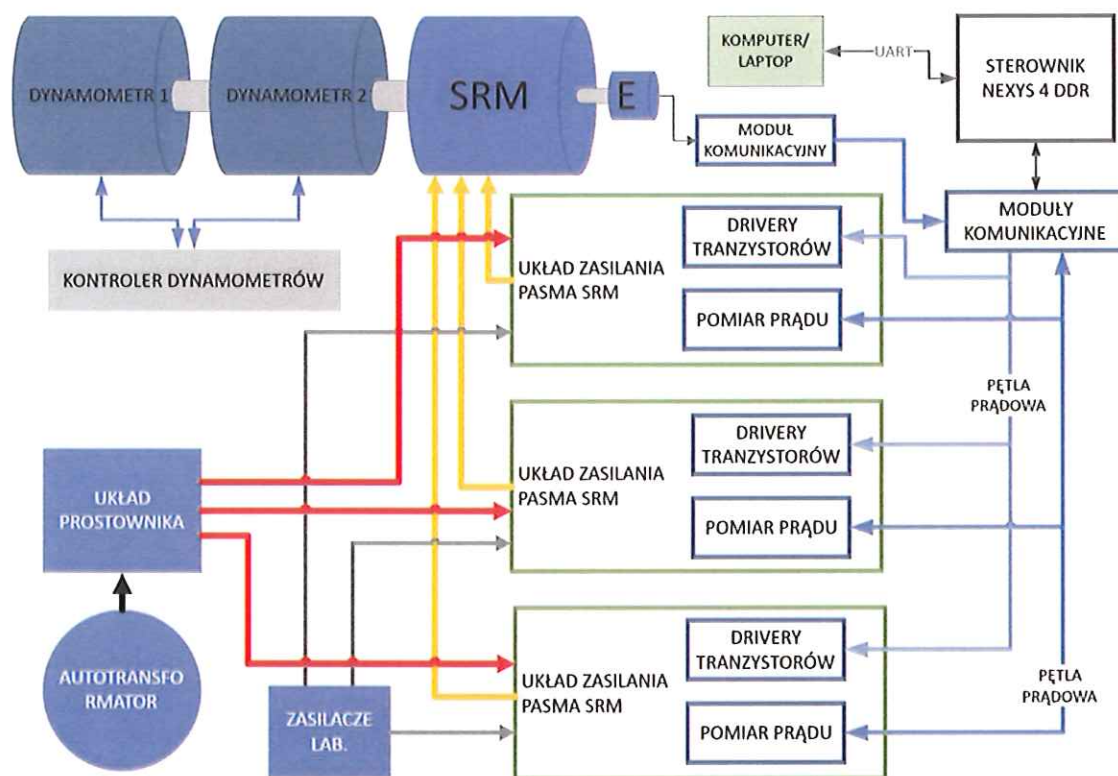 DYNAMOMETR 1
DYNAMOMETR 2
SRM
E
KOMPUTER/
LAPTOP
UART
STEROWNIK
NEXYS 4 DDR
MODUŁ
KOMUNIKACYJNY
MODUŁY
KOMUNIKACYJNE
KONTROLER DYNAMOMETRÓW
UKŁAD ZASILANIA
PASMA SRM
DRIVERY
TRANZYSTORÓW
POMIAR PRĄDU
PĘTLA
PRĄDOWA
UKŁAD ZASILANIA
PASMA SRM
DRIVERY
TRANZYSTORÓW
POMIAR PRĄDU
UKŁAD
PROSTOWNIKA
AUTOTRANSFO
RMATOR
ZASILACZE
LAB.
UKŁAD ZASILANIA
PASMA SRM
DRIVERY
TRANZYSTORÓW
POMIAR PRĄDU
PĘTLA
PRĄDOWA